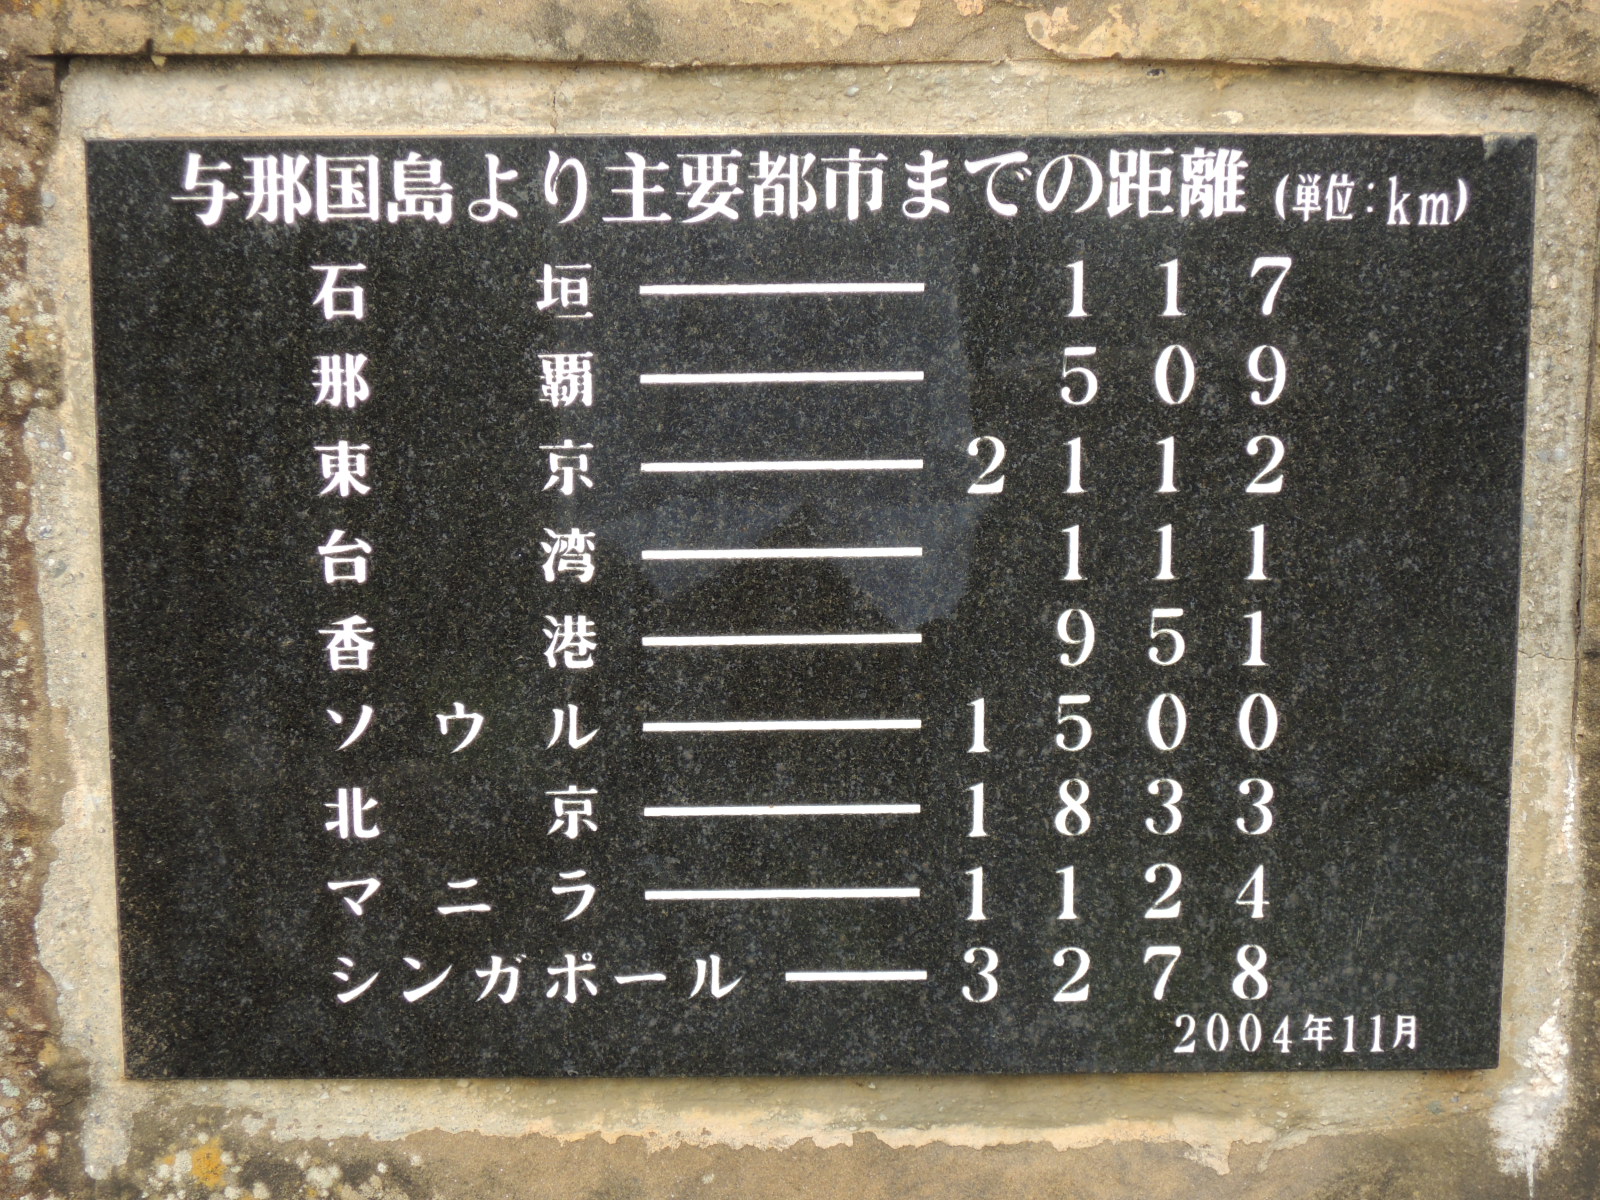 与那国島より主要都市までの距離 (単位:km)
石垣 ――― 117
那覇 ――― 509
東京 ――― 2112
台湾 ――― 111
香港 ――― 951
ソウル ――― 1500
北京 ――― 1833
マニラ ――― 1124
シンガポール ― 3278
2004年11月